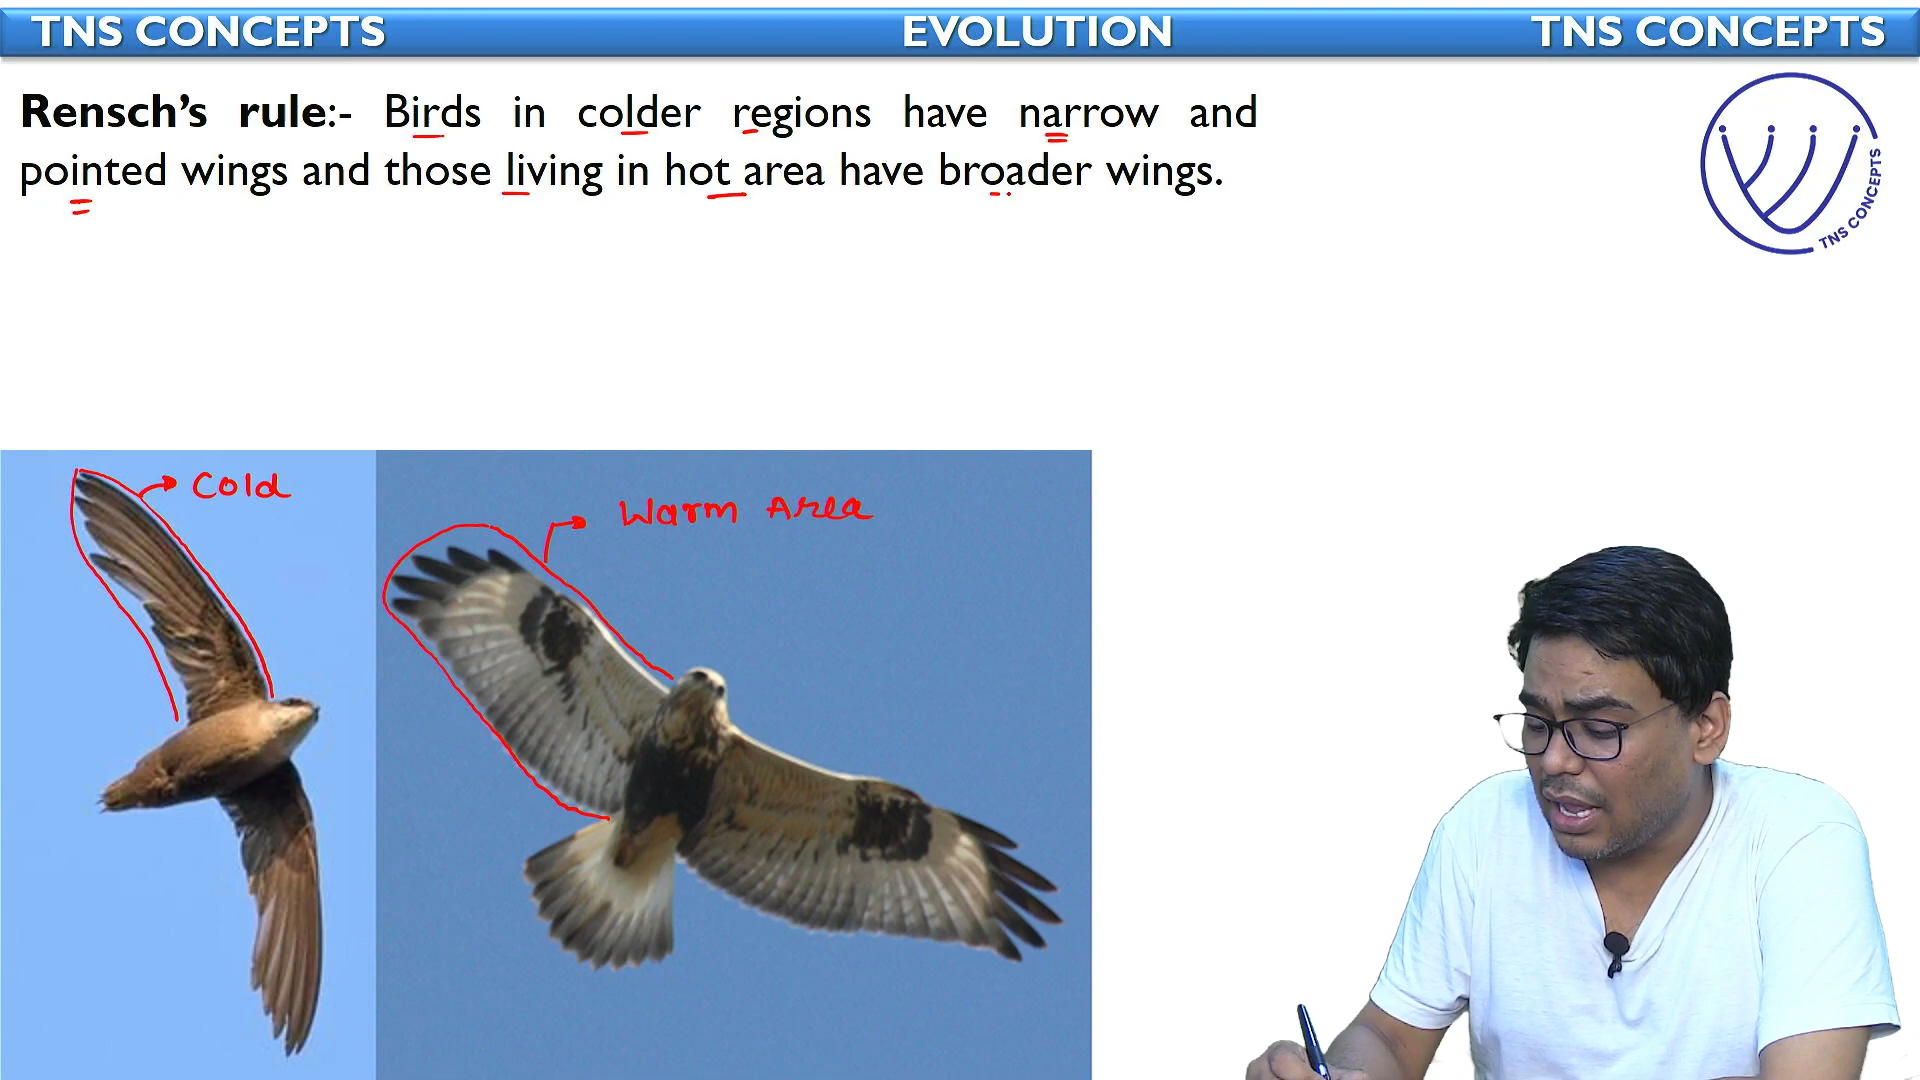 TNS CONCEPTS EVOLUTION TNS CONCEPTS
Rensch’s rule:- Birds in colder regions have narrow and
pointed wings and those living in hot area have broader wings.
TNS CONCEPTS
Cold
Warm Area